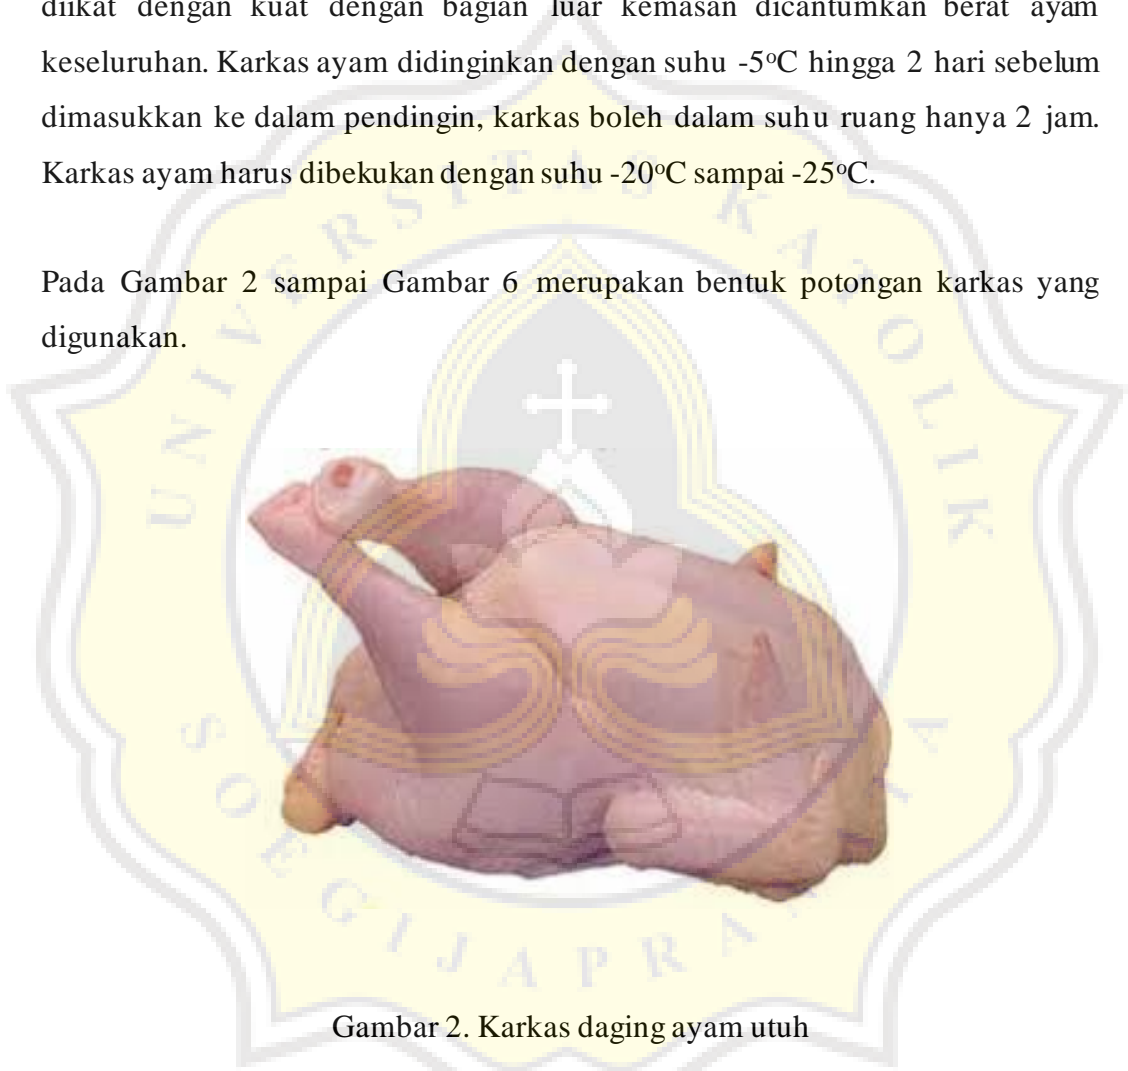 diikat dengan kuat dengan bagian luar kemasan dicantumkan berat ayam
keseluruhan. Karkas ayam didinginkan dengan suhu -5°C hingga 2 hari sebelum
dimasukkan ke dalam pendingin, karkas boleh dalam suhu ruang hanya 2 jam.
Karkas ayam harus dibekukan dengan suhu -20°C sampai -25°C.
Pada Gambar 2 sampai Gambar 6 merupakan bentuk potongan karkas yang
digunakan.
UNIVERSITAS KATOLIK
SOEGIJAPRANATA
Gambar 2. Karkas daging ayam utuh